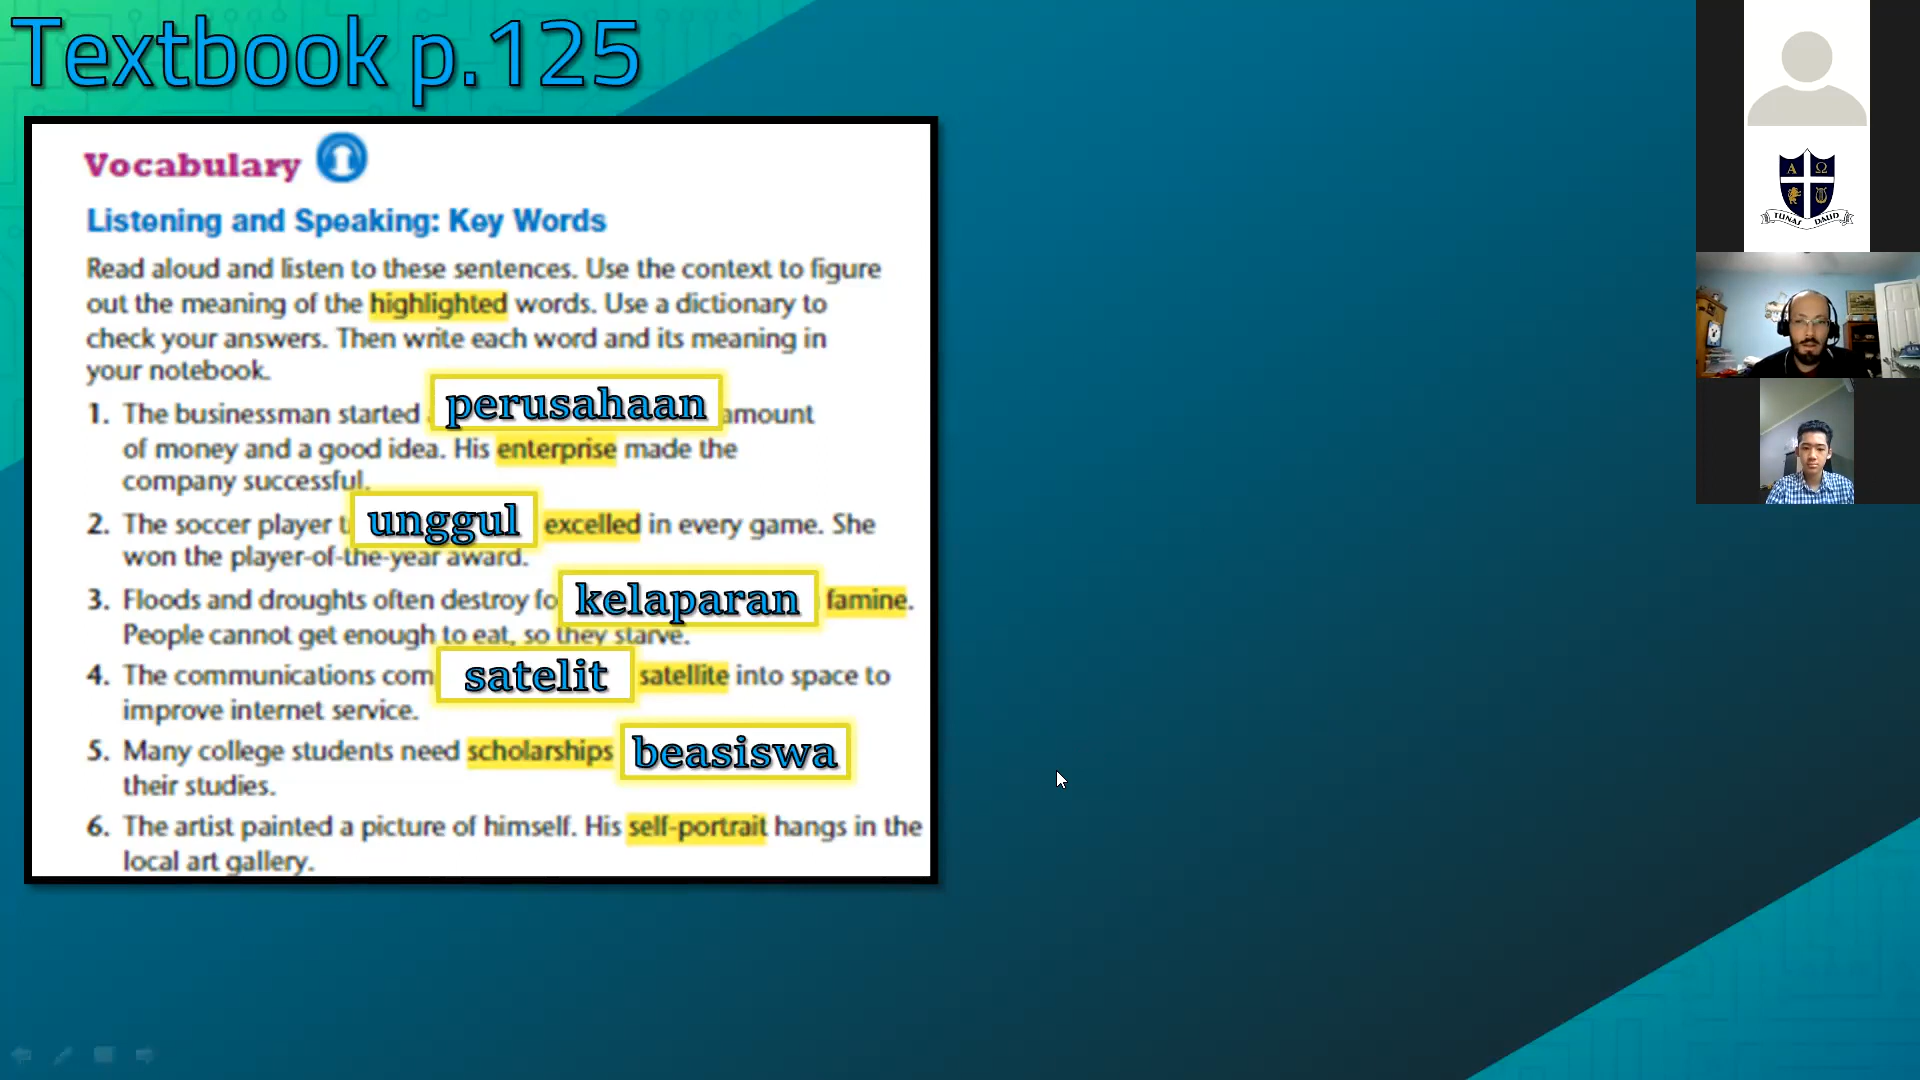 Textbook p.125
Vocabulary
Listening and Speaking: Key Words
Read aloud and listen to these sentences. Use the context to figure
out the meaning of the highlighted words. Use a dictionary to
check your answers. Then write each word and its meaning in
your notebook.
perusahaan
1. The businessman started amount
of money and a good idea. His enterprise made the
company successful.
unggul
2. The soccer player excelled in every game. She
won the player-of-the-year award.
kelaparan
3. Floods and droughts often destroy famine.
People cannot get enough to eat, so they starve.
satelit
4. The communications satellite into space to
improve internet service.
5. Many college students need scholarships beasiswa
their studies.
6. The artist painted a picture of himself. His self-portrait hangs in the
local art gallery.
A Ω
TUNAS DAUD